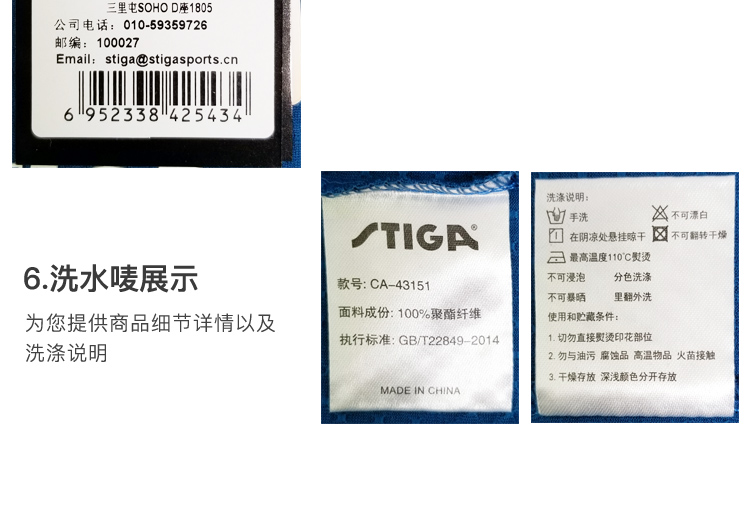 三里屯SOHO D座1805
公司电话：010-59359726
邮编：100027
Email：stiga@stigasports.cn
6 952338 425434
6.洗水唛展示
为您提供商品细节详情以及
洗涤说明
STIGA®
款号: CA-43151
面料成份: 100%聚酯纤维
执行标准: GB/T22849-2014
MADE IN CHINA
洗涤说明:
手洗 不可漂白
在阴凉处悬挂晾干 不可翻转干燥
最高温度110℃熨烫
不可浸泡 分色洗涤
不可暴晒 里翻外洗
使用和贮藏条件:
1. 切勿直接熨烫印花部位
2. 勿与油污 腐蚀品 高温物品 火苗接触
3. 干燥存放 深浅颜色分开存放